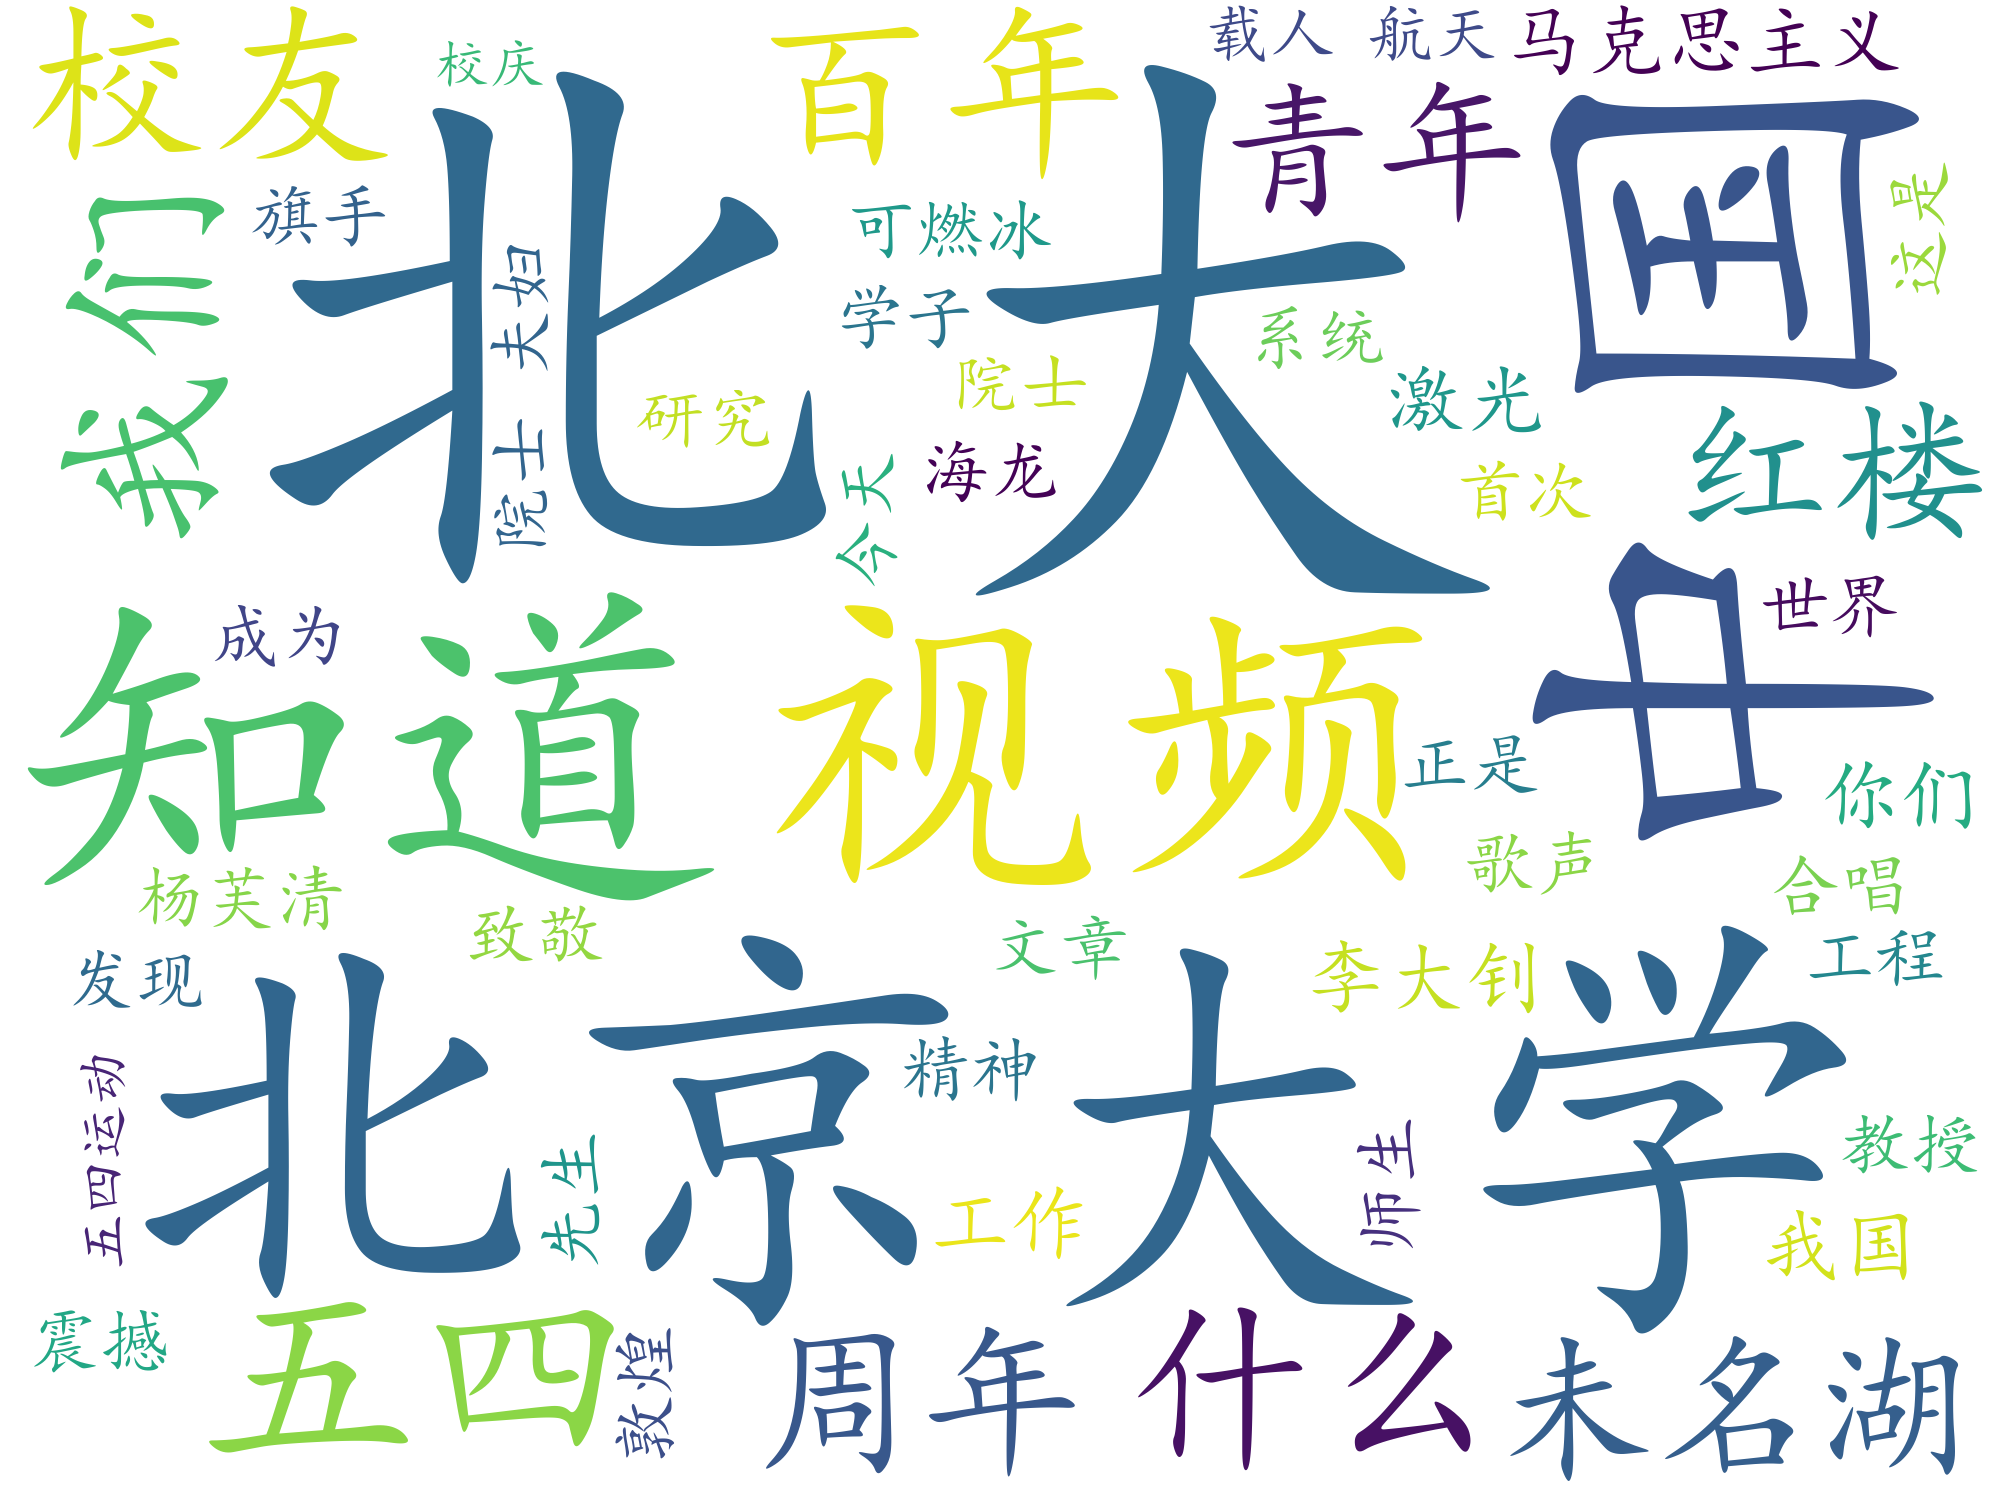 校友
校庆
百年
载人 航天
马克思主义
北大
青年
中国
我们
旗手
可燃冰
这是
院士 夫妇
学子
系统
研究
院士
激光
海龙
首次
红楼
今天
知道
成为
视频
世界
正是
你们
杨芙清
致敬
歌声
合唱
文章
李大钊
工程
发现
北京大学
精神
五四运动
先生
师生
教授
工作
我国
震撼
五四
敦煌
周年
什么
未名湖